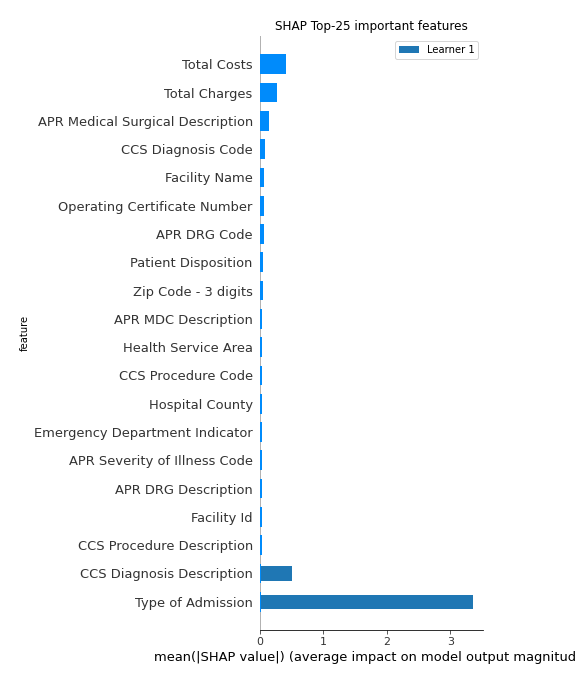 SHAP Top-25 important features
Learner 1
Total Costs
Total Charges
APR Medical Surgical Description
CCS Diagnosis Code
Facility Name
Operating Certificate Number
APR DRG Code
Patient Disposition
Zip Code - 3 digits
APR MDC Description
Health Service Area
CCS Procedure Code
Hospital County
Emergency Department Indicator
APR Severity of Illness Code
APR DRG Description
Facility Id
CCS Procedure Description
CCS Diagnosis Description
Type of Admission
feature
0 1 2 3
mean(|SHAP value|) (average impact on model output magnitud